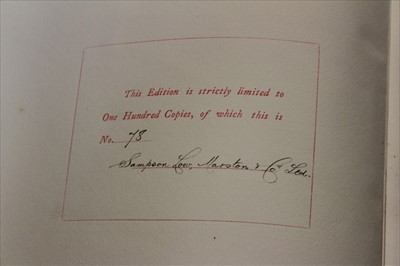 This Edition is strictly limited to
One Hundred Copies, of which this is
No. 78
Sampson Low, Marston & Co. Ltd.